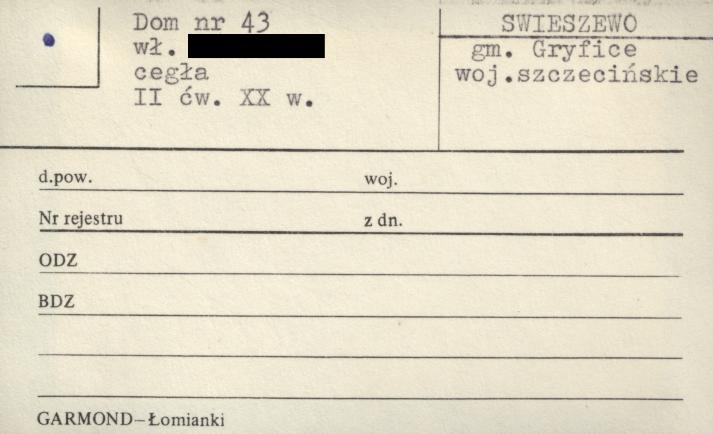 Dom nr 43
wł.
cegła
II ćw. XX w.
SWIESZEWO
gm. Gryfice
woj.szczecińskie
d.pow. woj.
Nr rejestru z dn.
ODZ
BDZ
GARMOND–Łomianki